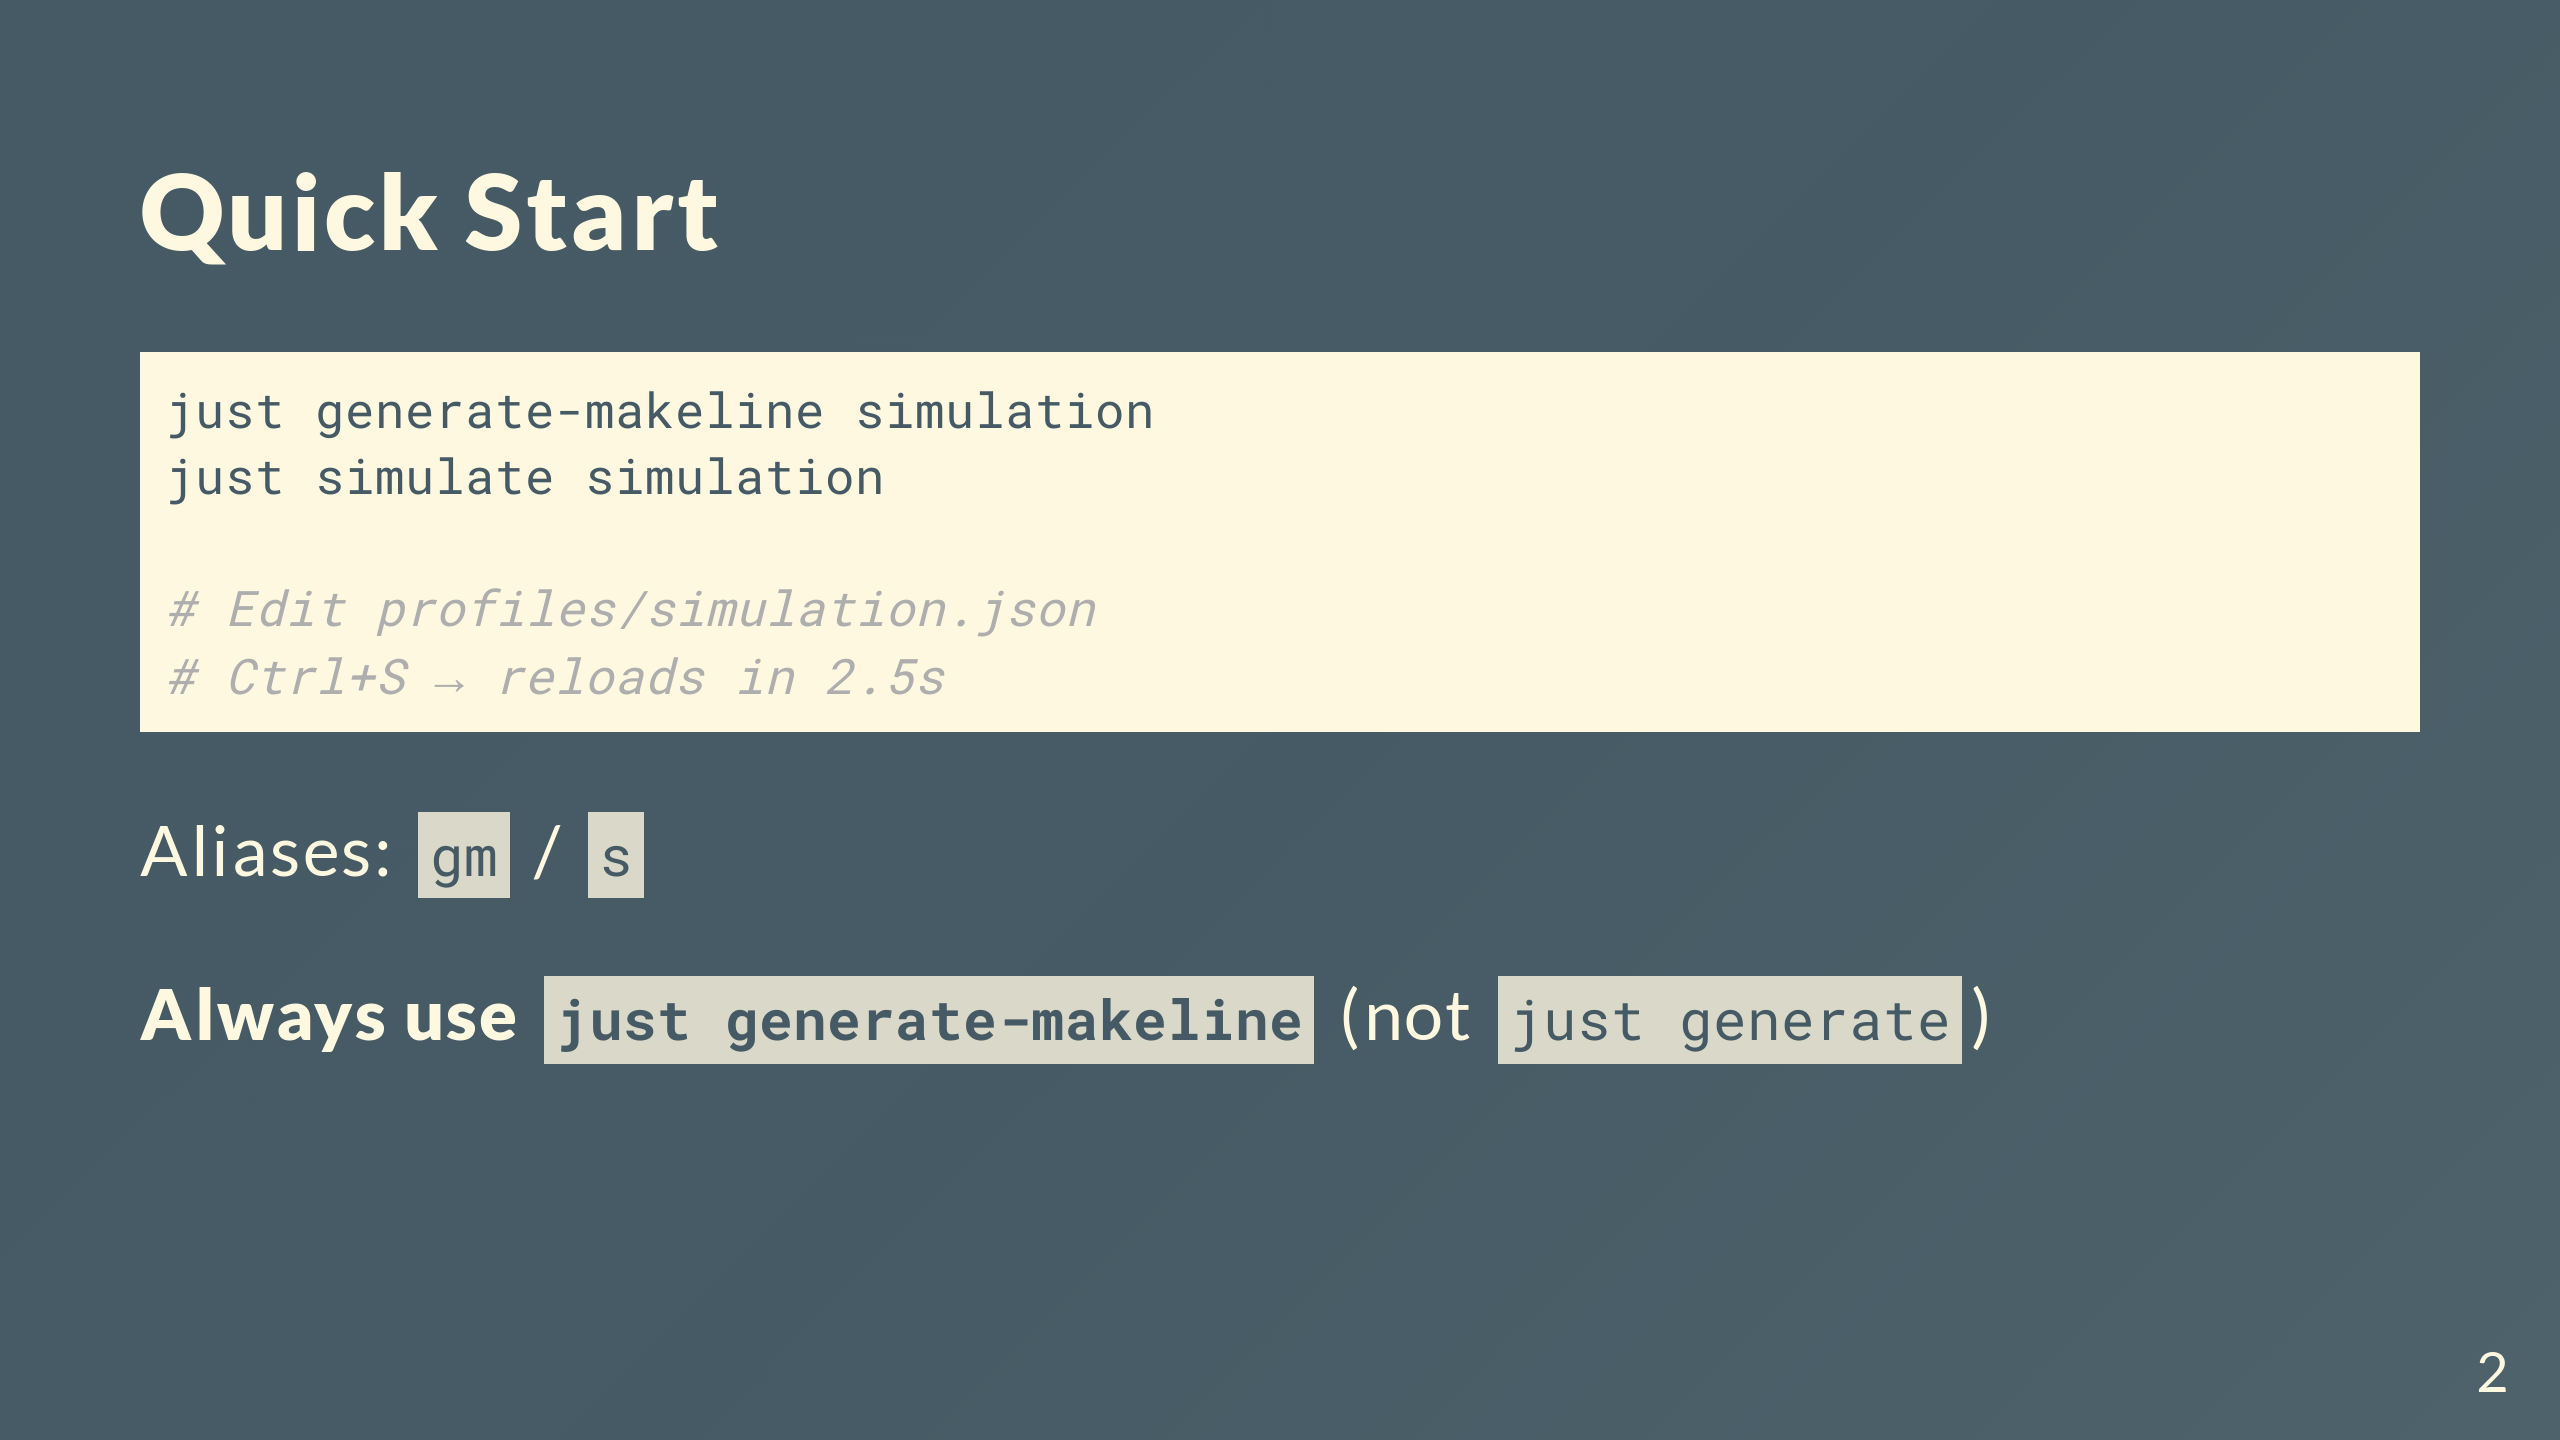 Quick Start
just generate-makeline simulation
just simulate simulation
# Edit profiles/simulation.json
# Ctrl+S → reloads in 2.5s
Aliases: gm / s
Always use just generate-makeline (not just generate)
2